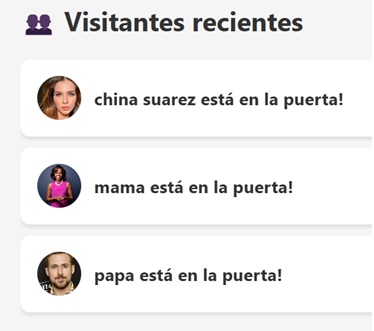 Visitantes recientes
china suarez está en la puerta!
mama está en la puerta!
papa está en la puerta!